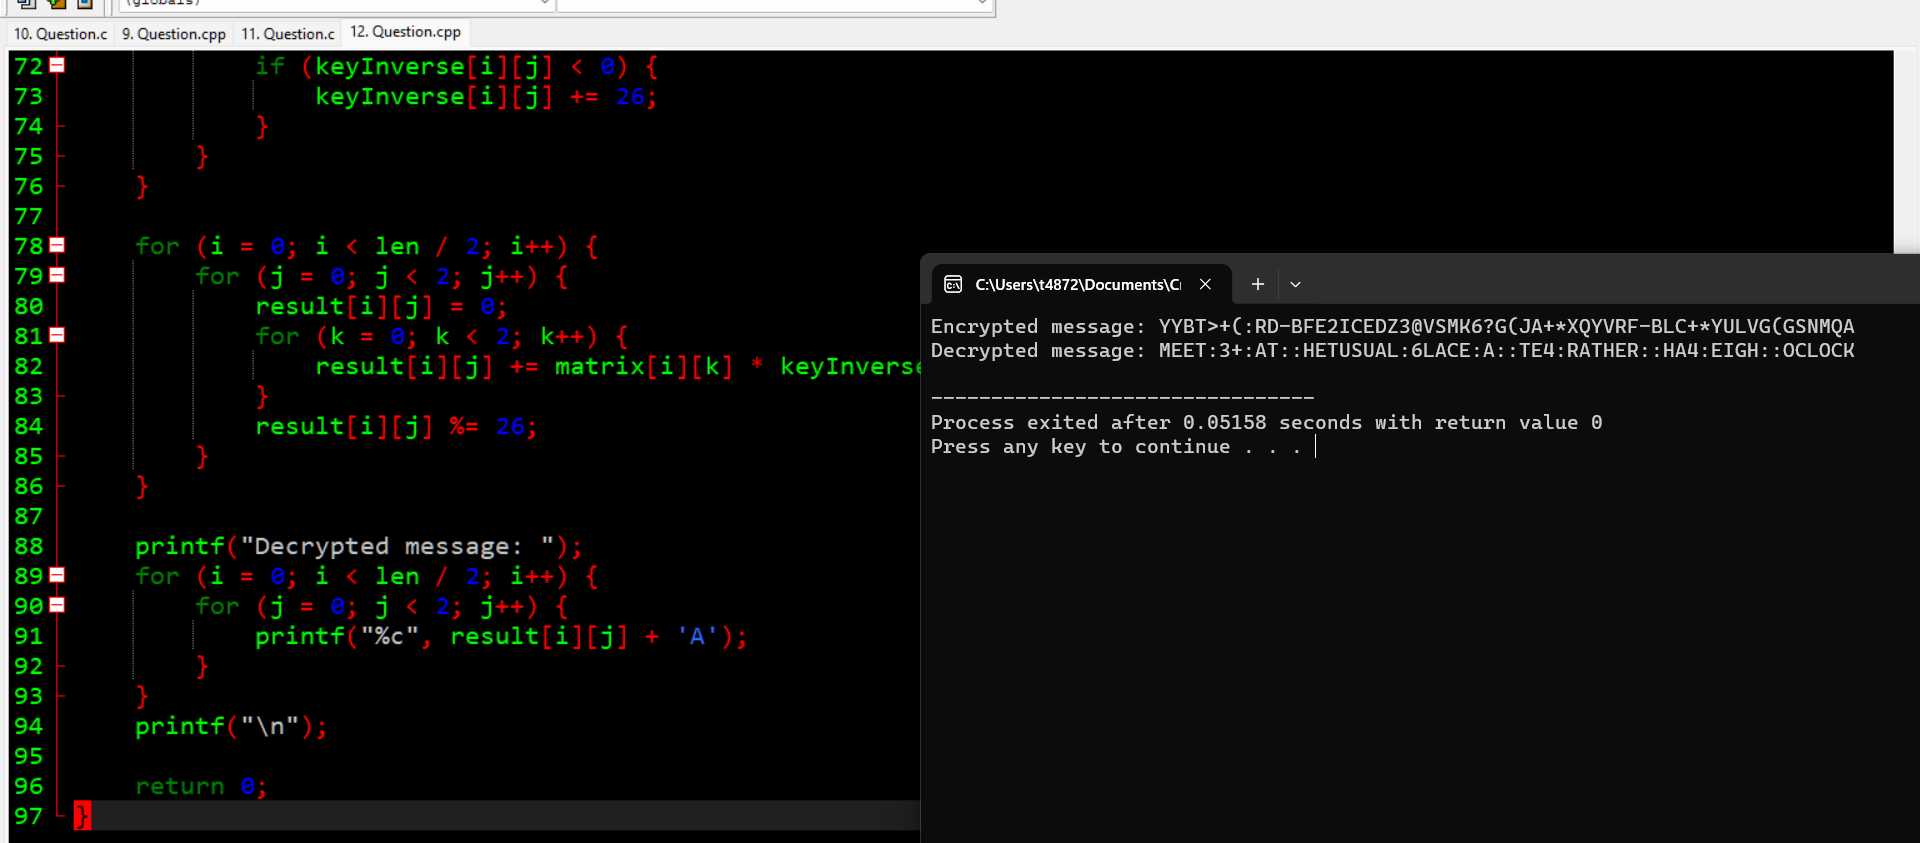 (globals)
10. Question.c 9. Question.cpp 11. Question.c 12. Question.cpp
72 if (keyInverse[i][j] < 0) {
73 keyInverse[i][j] += 26;
74 }
75 }
76 }
77
78 for (i = 0; i < len / 2; i++) {
79 for (j = 0; j < 2; j++) {
80 result[i][j] = 0;
81 for (k = 0; k < 2; k++) {
82 result[i][j] += matrix[i][k] * keyInverse
83 }
84 result[i][j] %= 26;
85 }
86 }
87
88 printf("Decrypted message: ");
89 for (i = 0; i < len / 2; i++) {
90 for (j = 0; j < 2; j++) {
91 printf("%c", result[i][j] + 'A');
92 }
93 }
94 printf("\n");
95
96 return 0;
97 }
C:\Users\t4872\Documents\C
Encrypted message: YYBT>+(:RD-BFE2ICEDZ3@VSMK6?G(JA+*XQYVRF-BLC+*YULVG(GSNMQA
Decrypted message: MEET:3+:AT::HETUSUAL:6LACE:A::TE4:RATHER::HA4:EIGH::OCLOCK
--------------------------------
Process exited after 0.05158 seconds with return value 0
Press any key to continue . . .